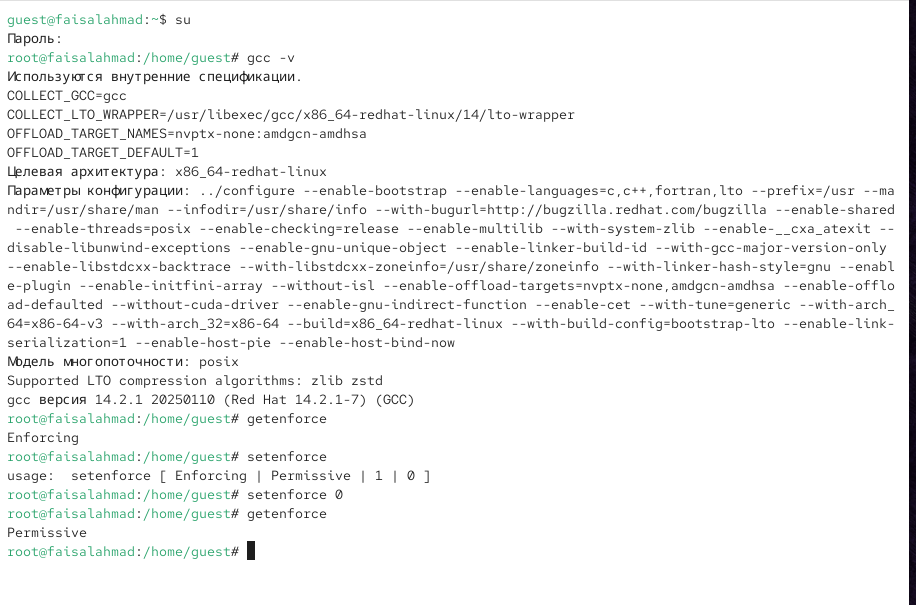 guest@faisalahmad:~$ su
Пароль:
root@faisalahmad:/home/guest# gcc -v
Используются внутренние спецификации.
COLLECT_GCC=gcc
COLLECT_LTO_WRAPPER=/usr/libexec/gcc/x86_64-redhat-linux/14/lto-wrapper
OFFLOAD_TARGET_NAMES=nvptx-none:amdgcn-amdhsa
OFFLOAD_TARGET_DEFAULT=1
Целевая архитектура: x86_64-redhat-linux
Параметры конфигурации: ../configure --enable-bootstrap --enable-languages=c,c++,fortran,lto --prefix=/usr --ma
ndir=/usr/share/man --infodir=/usr/share/info --with-bugurl=http://bugzilla.redhat.com/bugzilla --enable-shared
 --enable-threads=posix --enable-checking=release --enable-multilib --with-system-zlib --enable-__cxa_atexit --
disable-libunwind-exceptions --enable-gnu-unique-object --enable-linker-build-id --with-gcc-major-version-only
--enable-libstdcxx-backtrace --with-libstdcxx-zoneinfo=/usr/share/zoneinfo --with-linker-hash-style=gnu --enabl
e-plugin --enable-initfini-array --without-isl --enable-offload-targets=nvptx-none,amdgcn-amdhsa --enable-offlo
ad-defaulted --without-cuda-driver --enable-gnu-indirect-function --enable-cet --with-tune=generic --with-arch_
64=x86-64-v3 --with-arch_32=x86-64 --build=x86_64-redhat-linux --with-build-config=bootstrap-lto --enable-link-
serialization=1 --enable-host-pie --enable-host-bind-now
Модель многопоточности: posix
Supported LTO compression algorithms: zlib zstd
gcc версия 14.2.1 20250110 (Red Hat 14.2.1-7) (GCC)
root@faisalahmad:/home/guest# getenforce
Enforcing
root@faisalahmad:/home/guest# setenforce
usage:  setenforce [ Enforcing | Permissive | 1 | 0 ]
root@faisalahmad:/home/guest# setenforce 0
root@faisalahmad:/home/guest# getenforce
Permissive
root@faisalahmad:/home/guest#